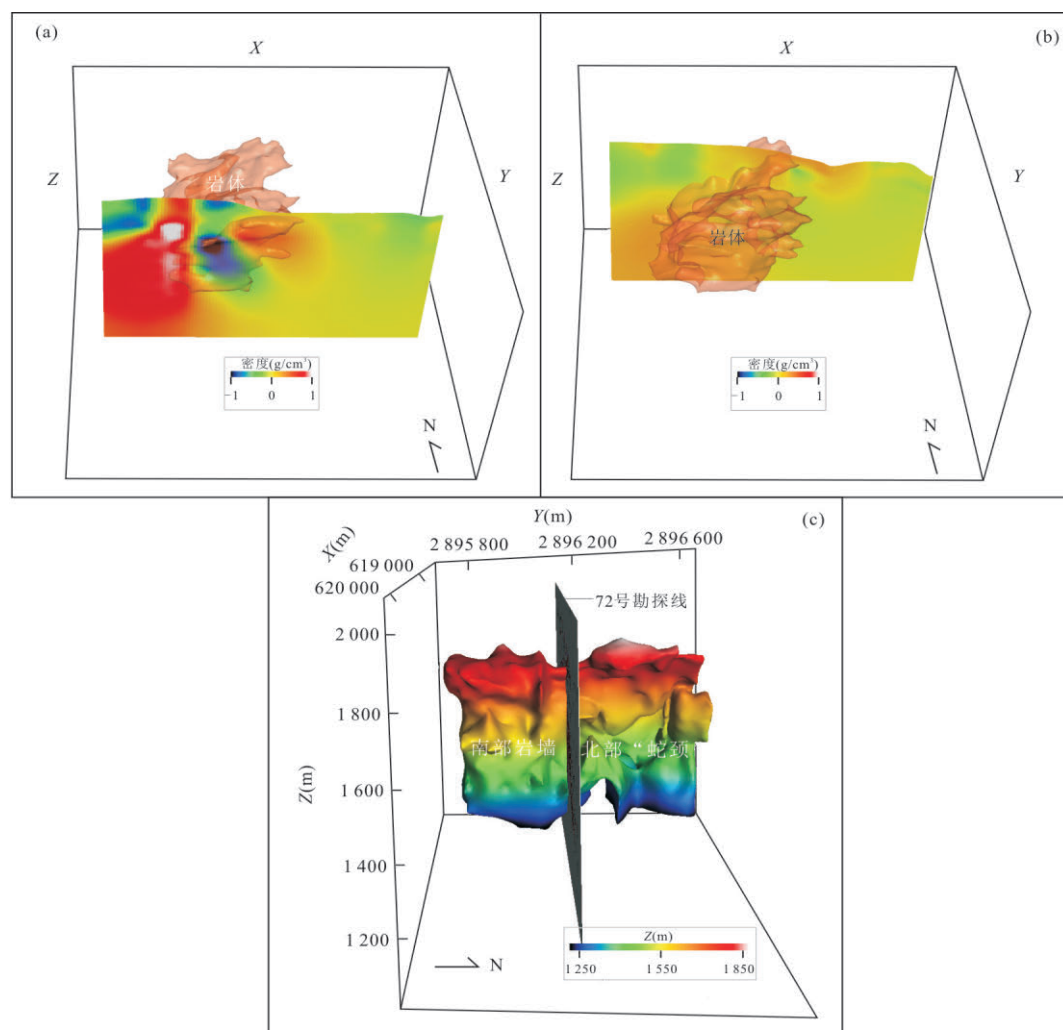 (a)
X
Z
Y
岩体
密度(g/cm³)
-1 0 1
N
(b)
X
Z
Y
岩体
密度(g/cm³)
-1 0 1
N
(c)
Y(m)
X(m)
2 895 800 2 896 200 2 896 600
619 000
620 000
72号勘探线
2 000
1 800
南部岩墙 北部“蛇颈
Z(m)
1 600
1 400
1 200
Z(m)
1 250 1 550 1 850
N